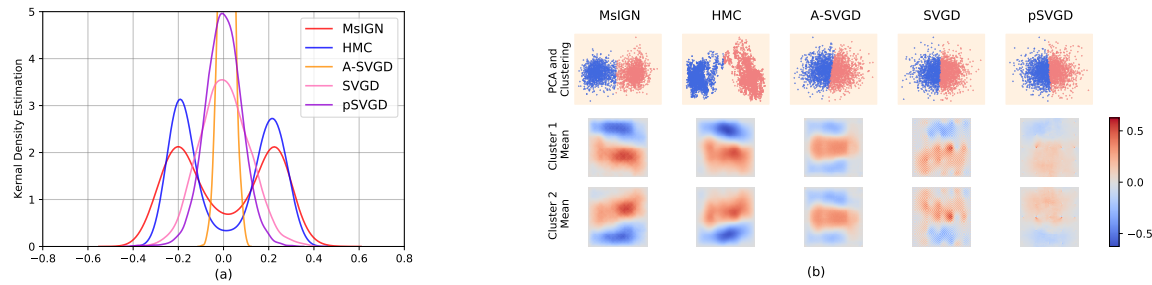 Kernal Density Estimation
5
4
3
2
1
0
−0.8 −0.6 −0.4 −0.2 0.0 0.2 0.4 0.6 0.8
MsIGN
HMC
A-SVGD
SVGD
pSVGD
(a)
MsIGN HMC A-SVGD SVGD pSVGD
PCA and
Clustering
Cluster 1
Mean
Cluster 2
Mean
0.5
0.0
−0.5
(b)